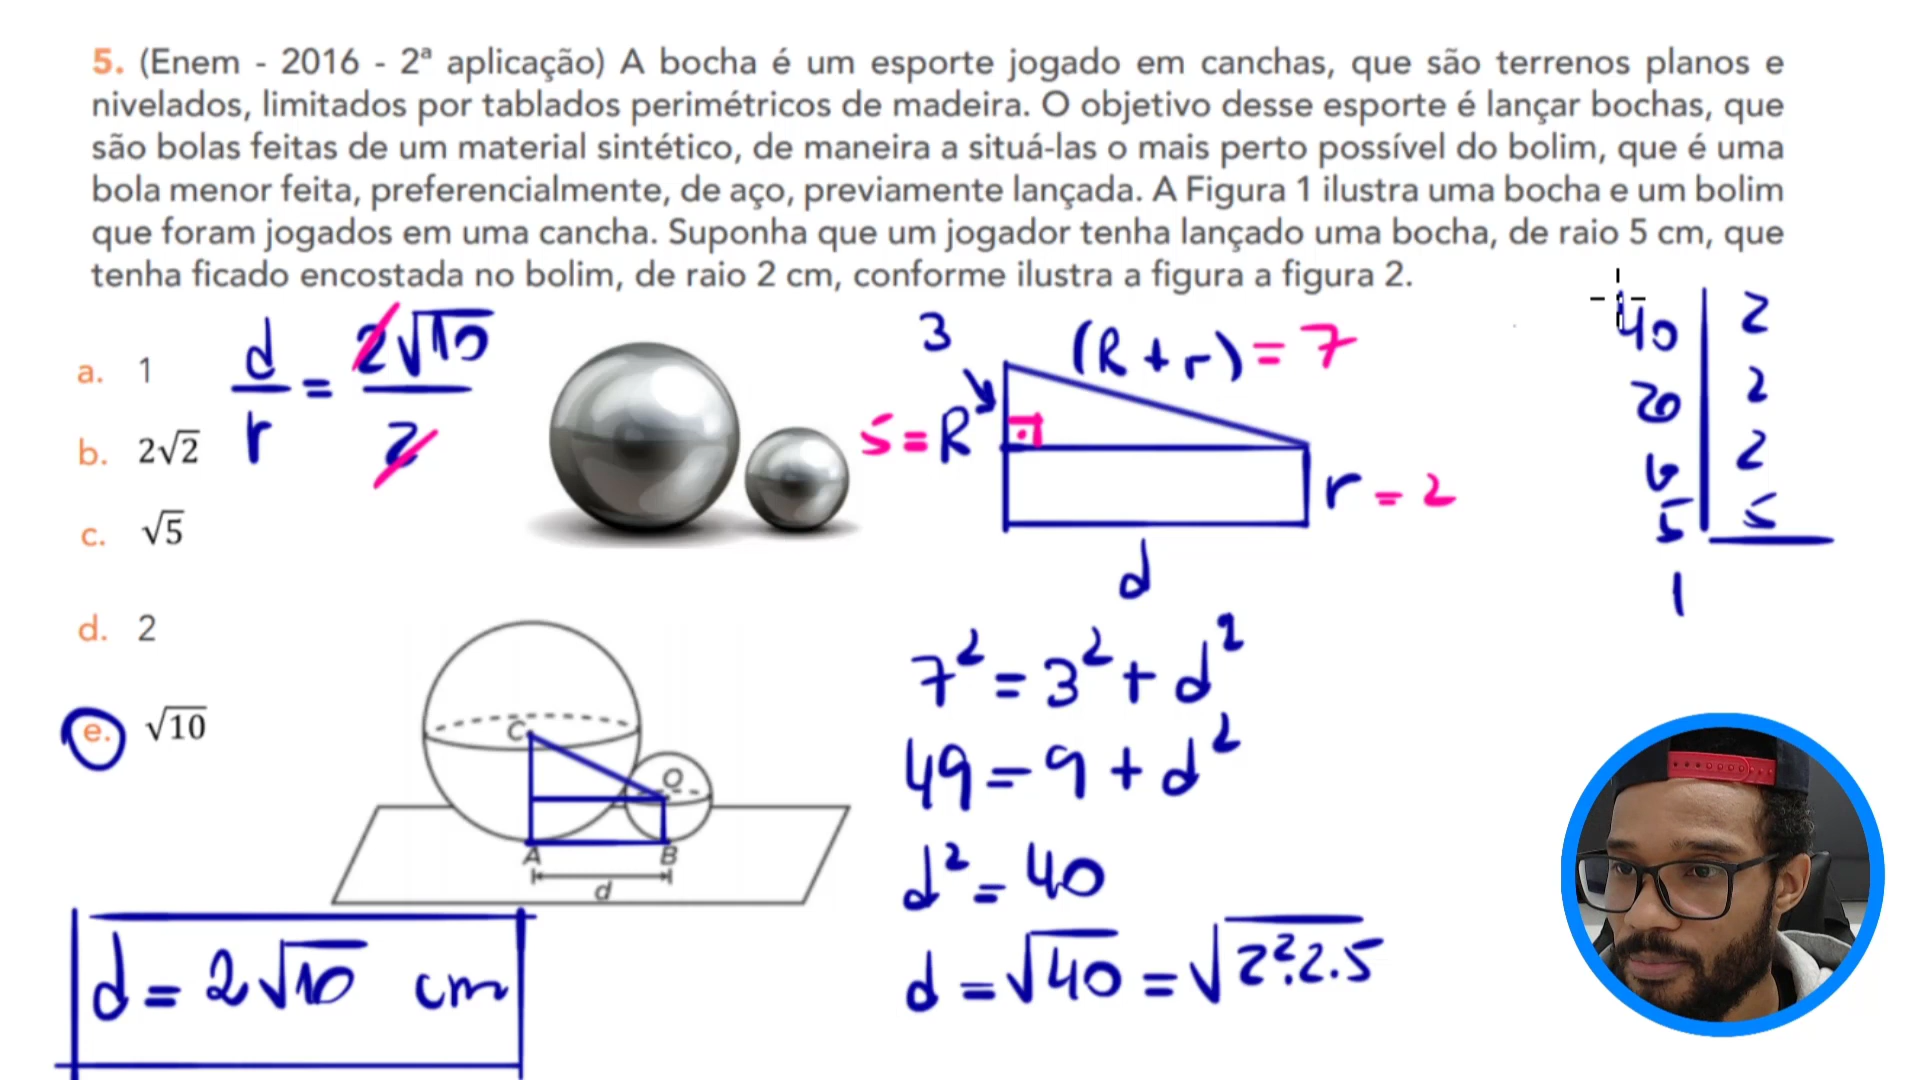 5. (Enem - 2016 - 2ª aplicação) A bocha é um esporte jogado em canchas, que são terrenos planos e
nivelados, limitados por tablados perimétricos de madeira. O objetivo desse esporte é lançar bochas, que
são bolas feitas de um material sintético, de maneira a situá-las o mais perto possível do bolim, que é uma
bola menor feita, preferencialmente, de aço, previamente lançada. A Figura 1 ilustra uma bocha e um bolim
que foram jogados em uma cancha. Suponha que um jogador tenha lançado uma bocha, de raio 5 cm, que
tenha ficado encostada no bolim, de raio 2 cm, conforme ilustra a figura a figura 2.
a. 1
b. 2√2
c. √5
d. 2
e. √10
d/r = 2√10/2
3
(R + r) = 7
5 = R
r = 2
d
40 2
20 2
2
5 5
1
C
O
A B
d
7² = 3² + d²
49 = 9 + d²
d² = 40
d = √40 = √2².2.5
d = 2√10 cm